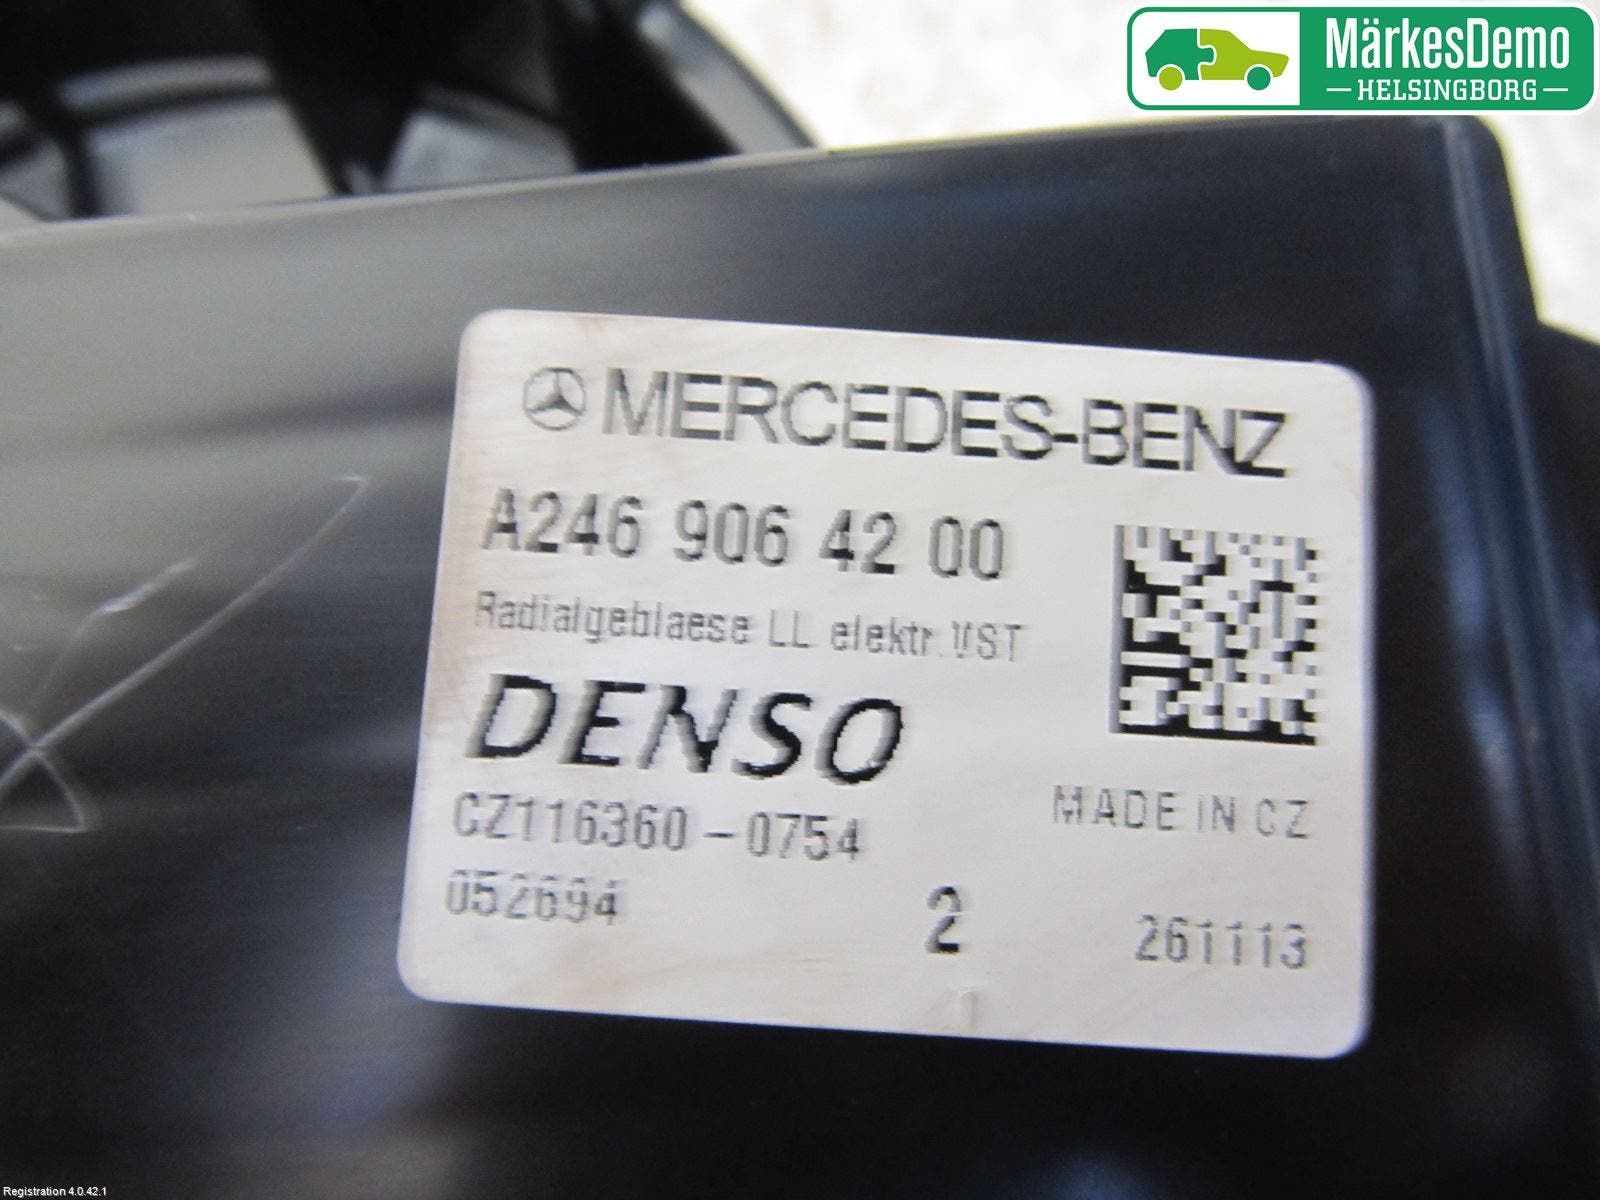 MärkesDemo
HELSINGBORG
MERCEDES-BENZ
A246 906 42 00
Radialgeblaese LL elektr.VST
DENSO
CZ116360-0754
MADE IN CZ
052694
2
261113
Registration 4.0.42.1